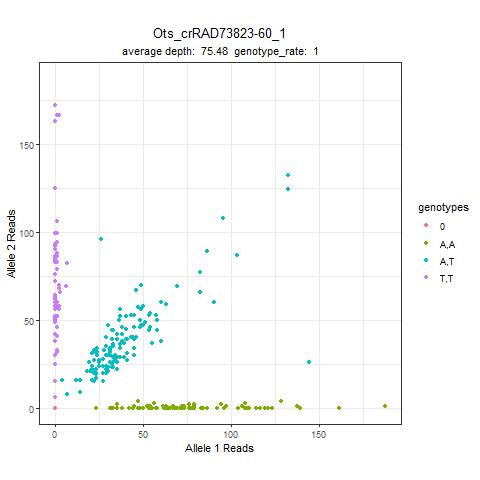 Ots_crRAD73823-60_1
average depth: 75.48 genotype_rate: 1
Allele 2 Reads
150
100
50
0
0 50 100 150
Allele 1 Reads
genotypes
0
A,A
A,T
T,T